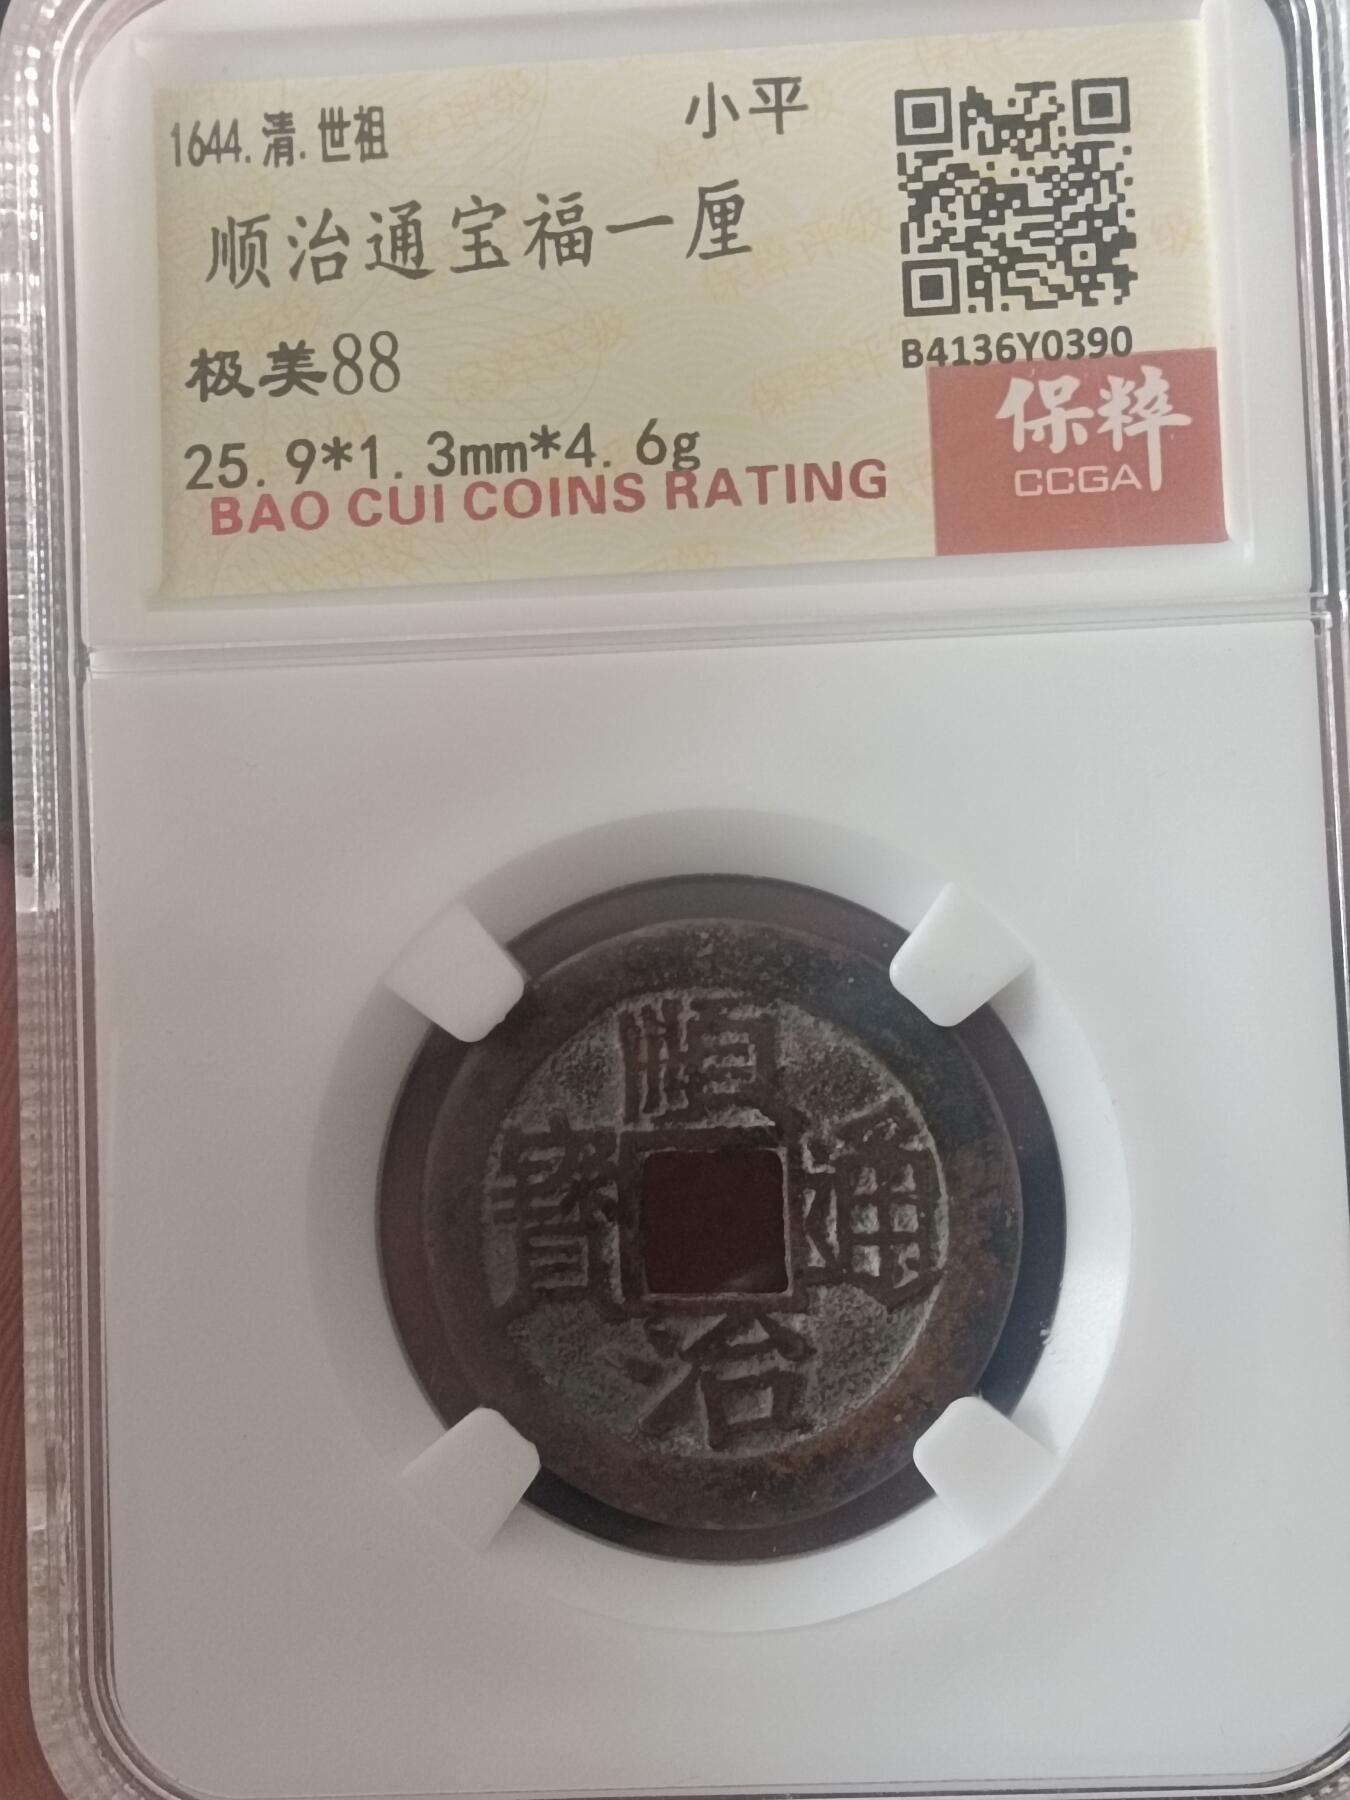 1644.清.世祖 小平
顺治通宝福一厘
极美88
25.9*1.3mm*4.6g
BAO CUI COINS RATING
B4136Y0390
保粹
CCGA
順
寳 通
治